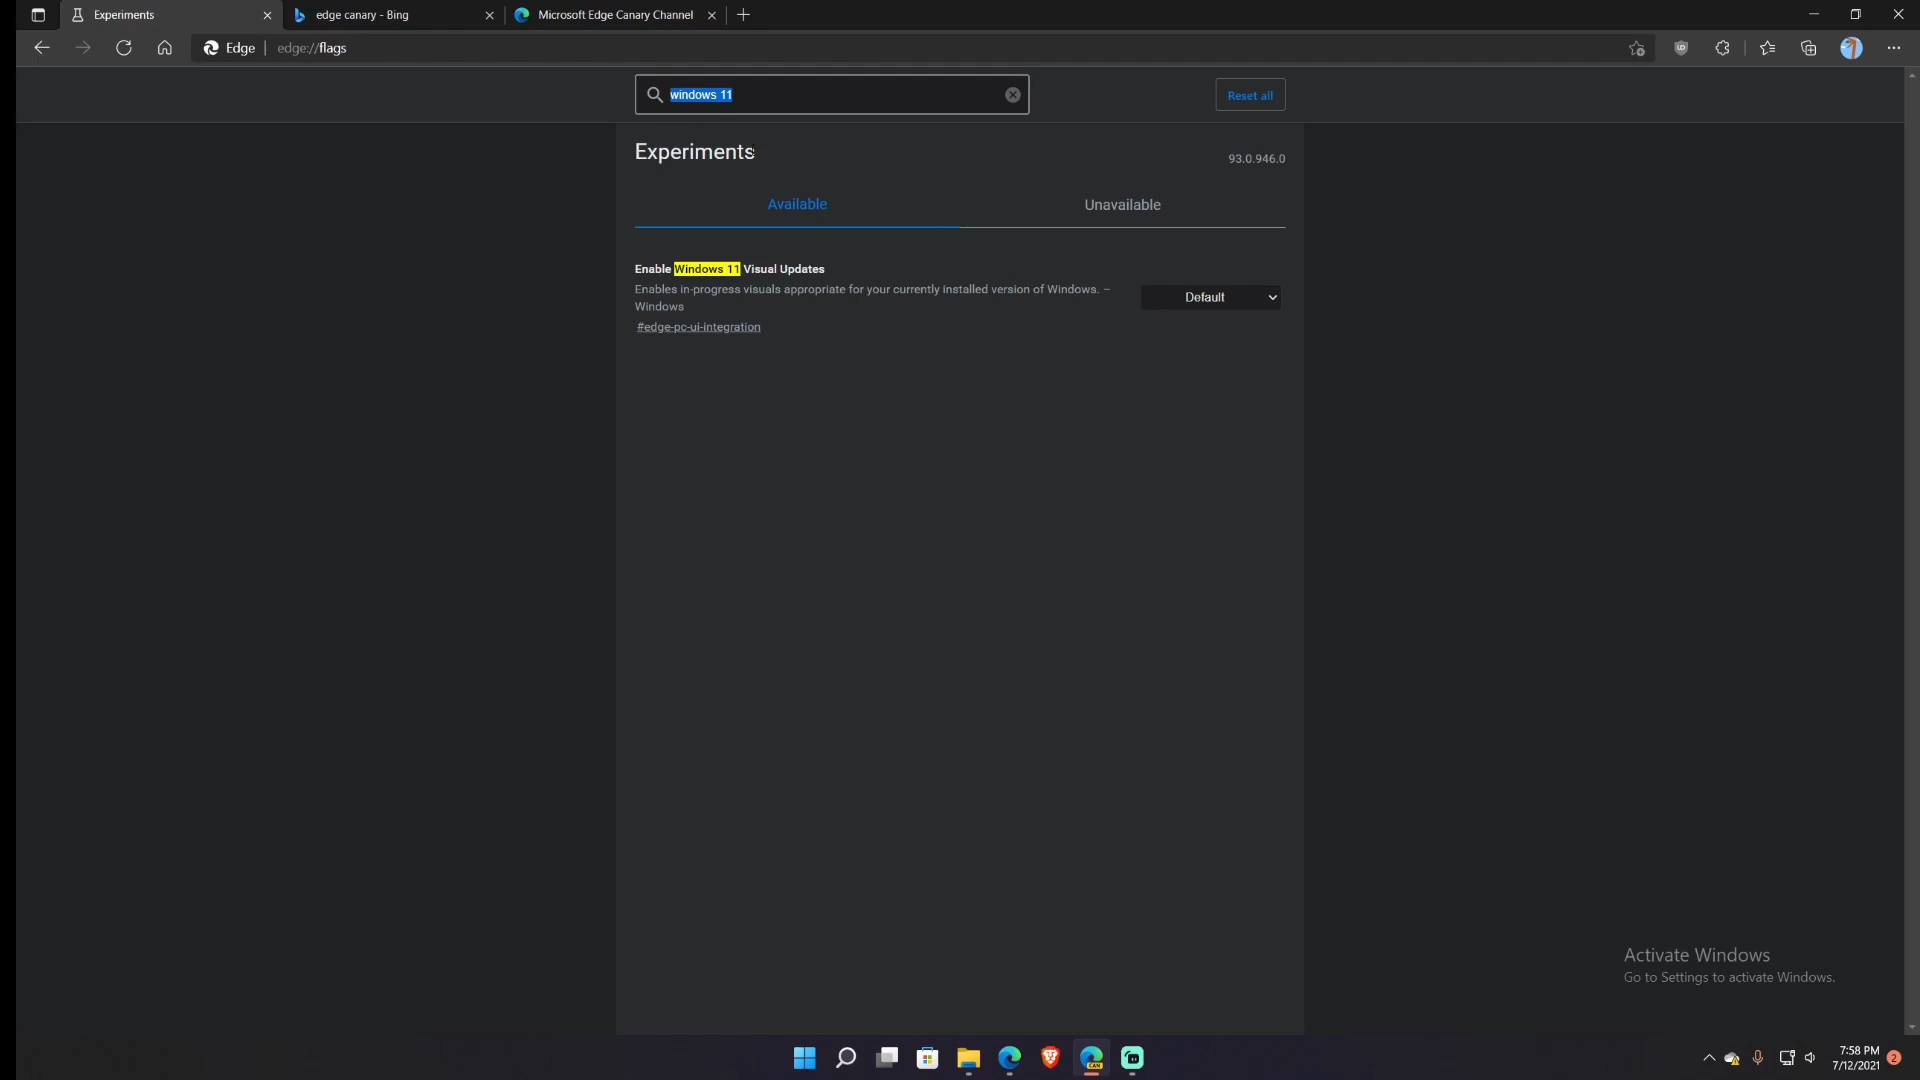 Experiments
edge canary - Bing
Microsoft Edge Canary Channel
Edge | edge://flags
windows 11
Reset all
Experiments
93.0.946.0
Available
Unavailable
Enable Windows 11 Visual Updates
Enables in-progress visuals appropriate for your currently installed version of Windows. –
Windows
#edge-pc-ui-integration
Default
Activate Windows
Go to Settings to activate Windows.
CAN
7:58 PM
7/12/2021
2